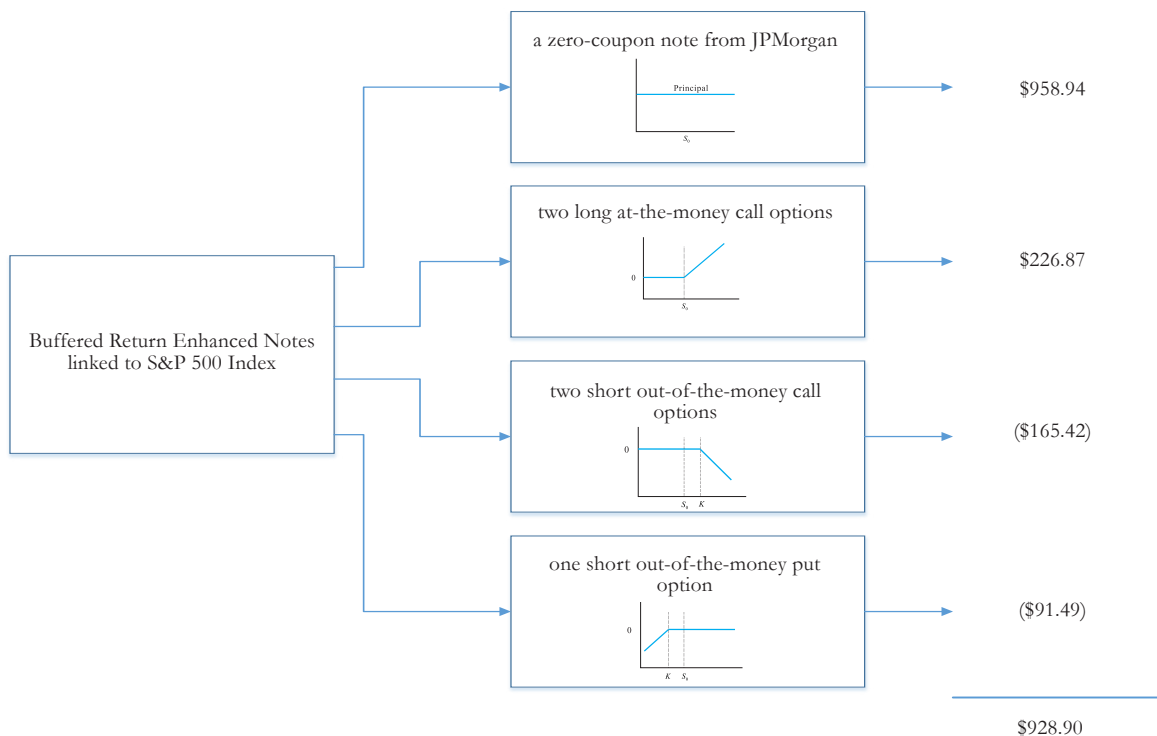 a zero-coupon note from JPMorgan
Principal
S₀
$958.94
two long at-the-money call options
0
S₀
$226.87
Buffered Return Enhanced Notes
linked to S&P 500 Index
two short out-of-the-money call
options
0
S₀ K
($165.42)
one short out-of-the-money put
option
0
K S₀
($91.49)
$928.90